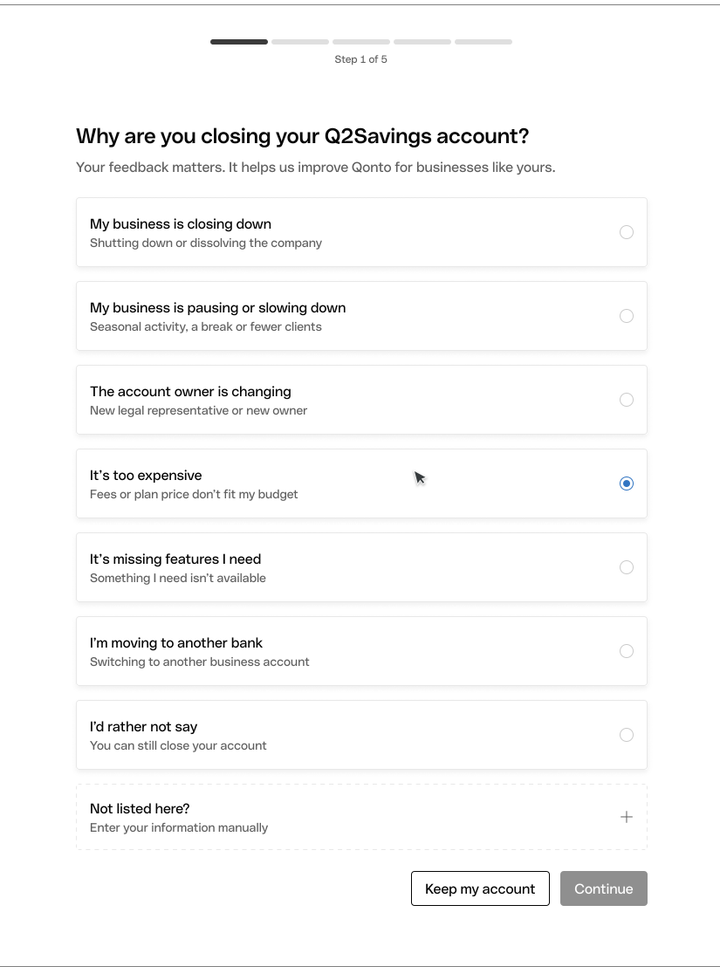 Step 1 of 5
Why are you closing your Q2Savings account?
Your feedback matters. It helps us improve Qonto for businesses like yours.
My business is closing down
Shutting down or dissolving the company
My business is pausing or slowing down
Seasonal activity, a break or fewer clients
The account owner is changing
New legal representative or new owner
It’s too expensive
Fees or plan price don’t fit my budget
It’s missing features I need
Something I need isn’t available
I’m moving to another bank
Switching to another business account
I’d rather not say
You can still close your account
Not listed here?
Enter your information manually
Keep my account
Continue